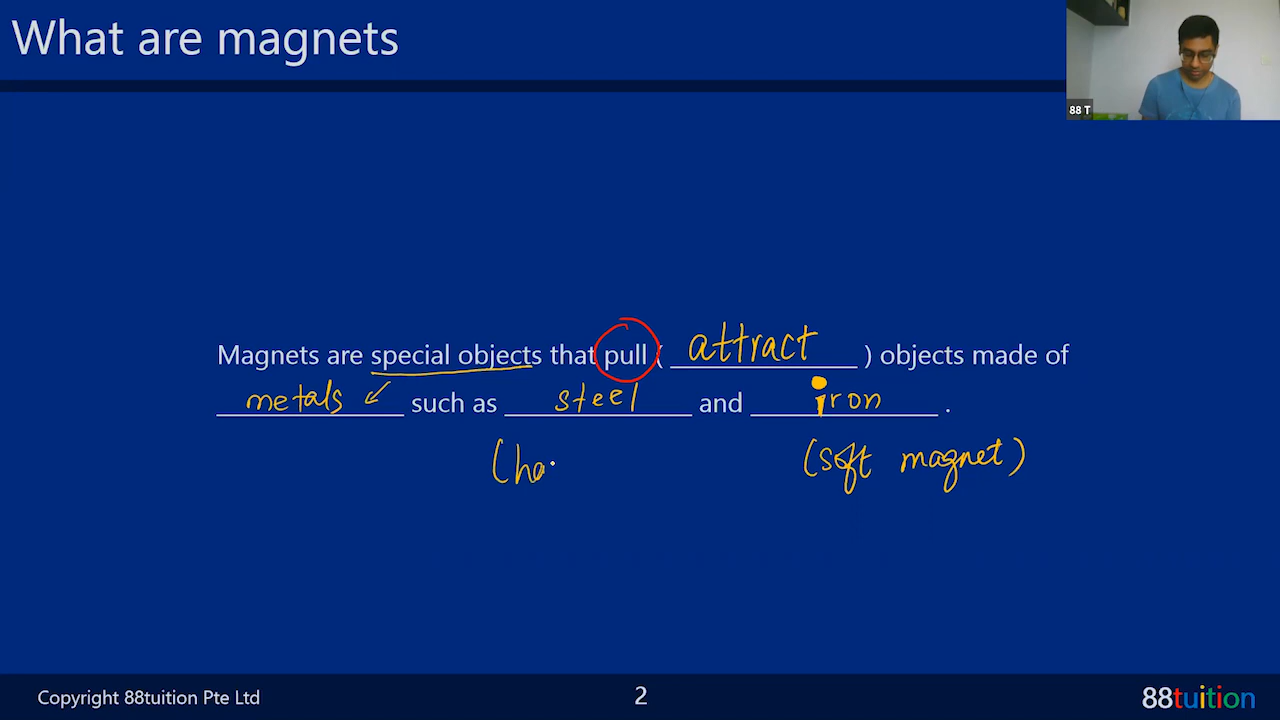 What are magnets
88 T
Magnets are special objects that pull ( attract ) objects made of
metals such as steel and iron .
(ha (soft magnet)
Copyright 88tuition Pte Ltd 2 88tuition